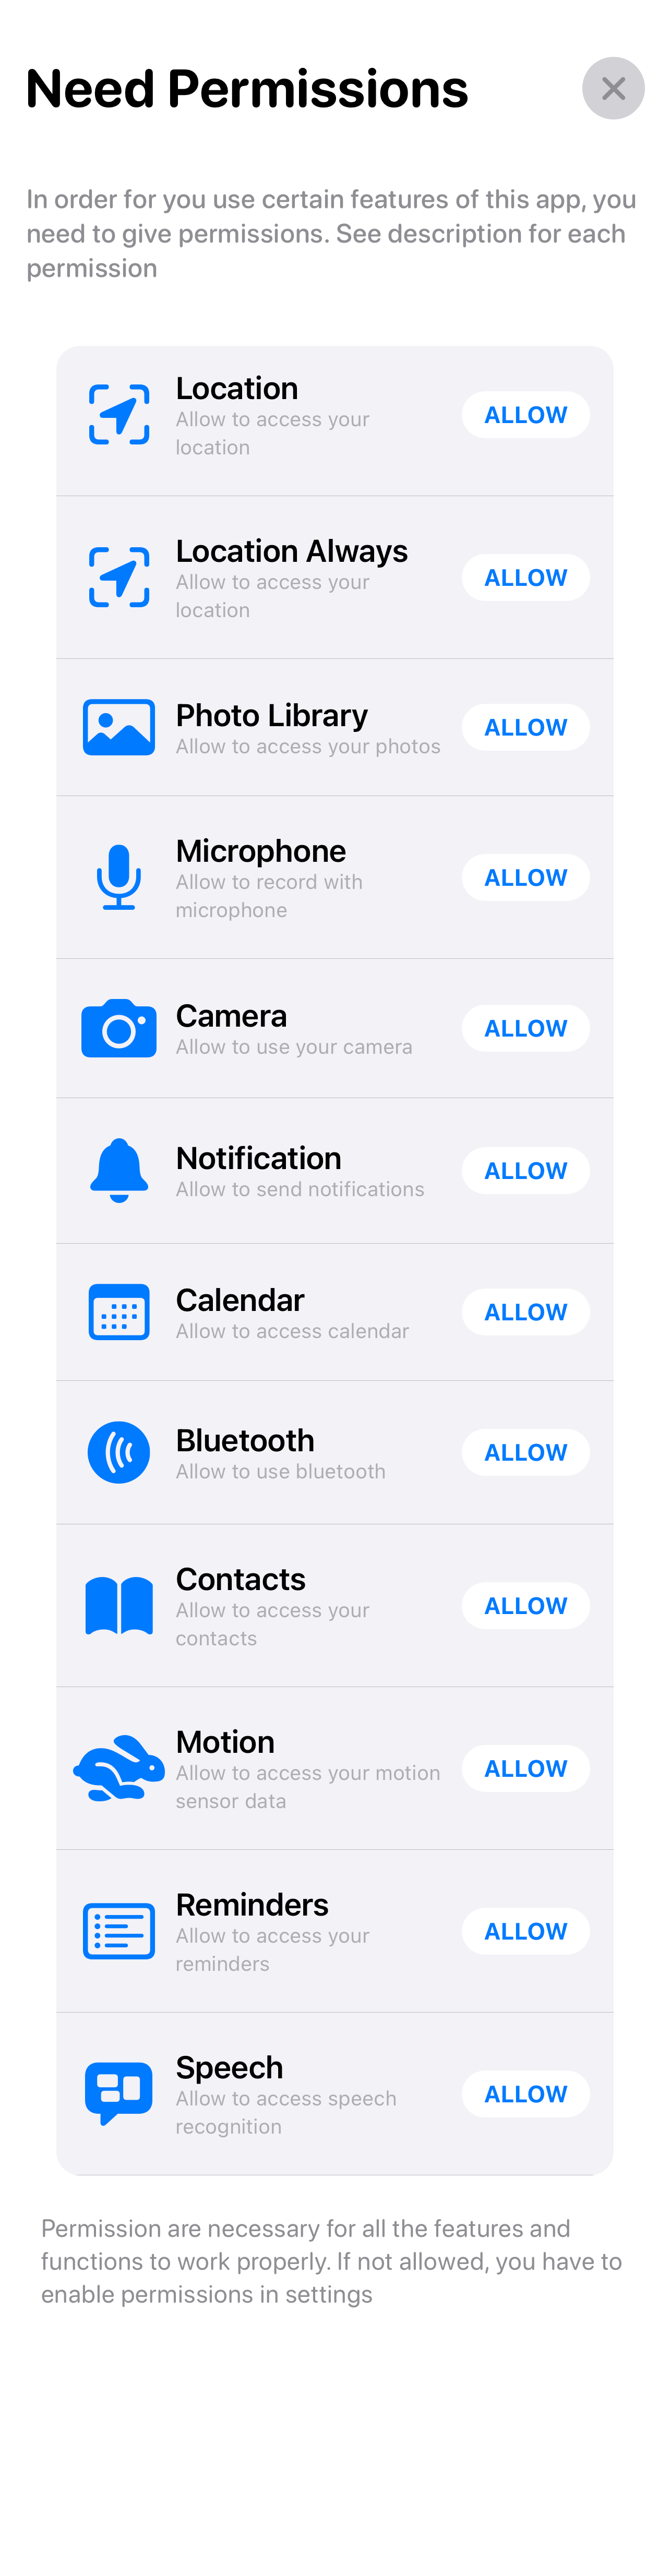 Need Permissions
In order for you use certain features of this app, you
need to give permissions. See description for each
permission
Location
Allow to access your
location
ALLOW
Location Always
Allow to access your
location
ALLOW
Photo Library
Allow to access your photos
ALLOW
Microphone
Allow to record with
microphone
ALLOW
Camera
Allow to use your camera
ALLOW
Notification
Allow to send notifications
ALLOW
Calendar
Allow to access calendar
ALLOW
Bluetooth
Allow to use bluetooth
ALLOW
Contacts
Allow to access your
contacts
ALLOW
Motion
Allow to access your motion
sensor data
ALLOW
Reminders
Allow to access your
reminders
ALLOW
Speech
Allow to access speech
recognition
ALLOW
Permission are necessary for all the features and
functions to work properly. If not allowed, you have to
enable permissions in settings